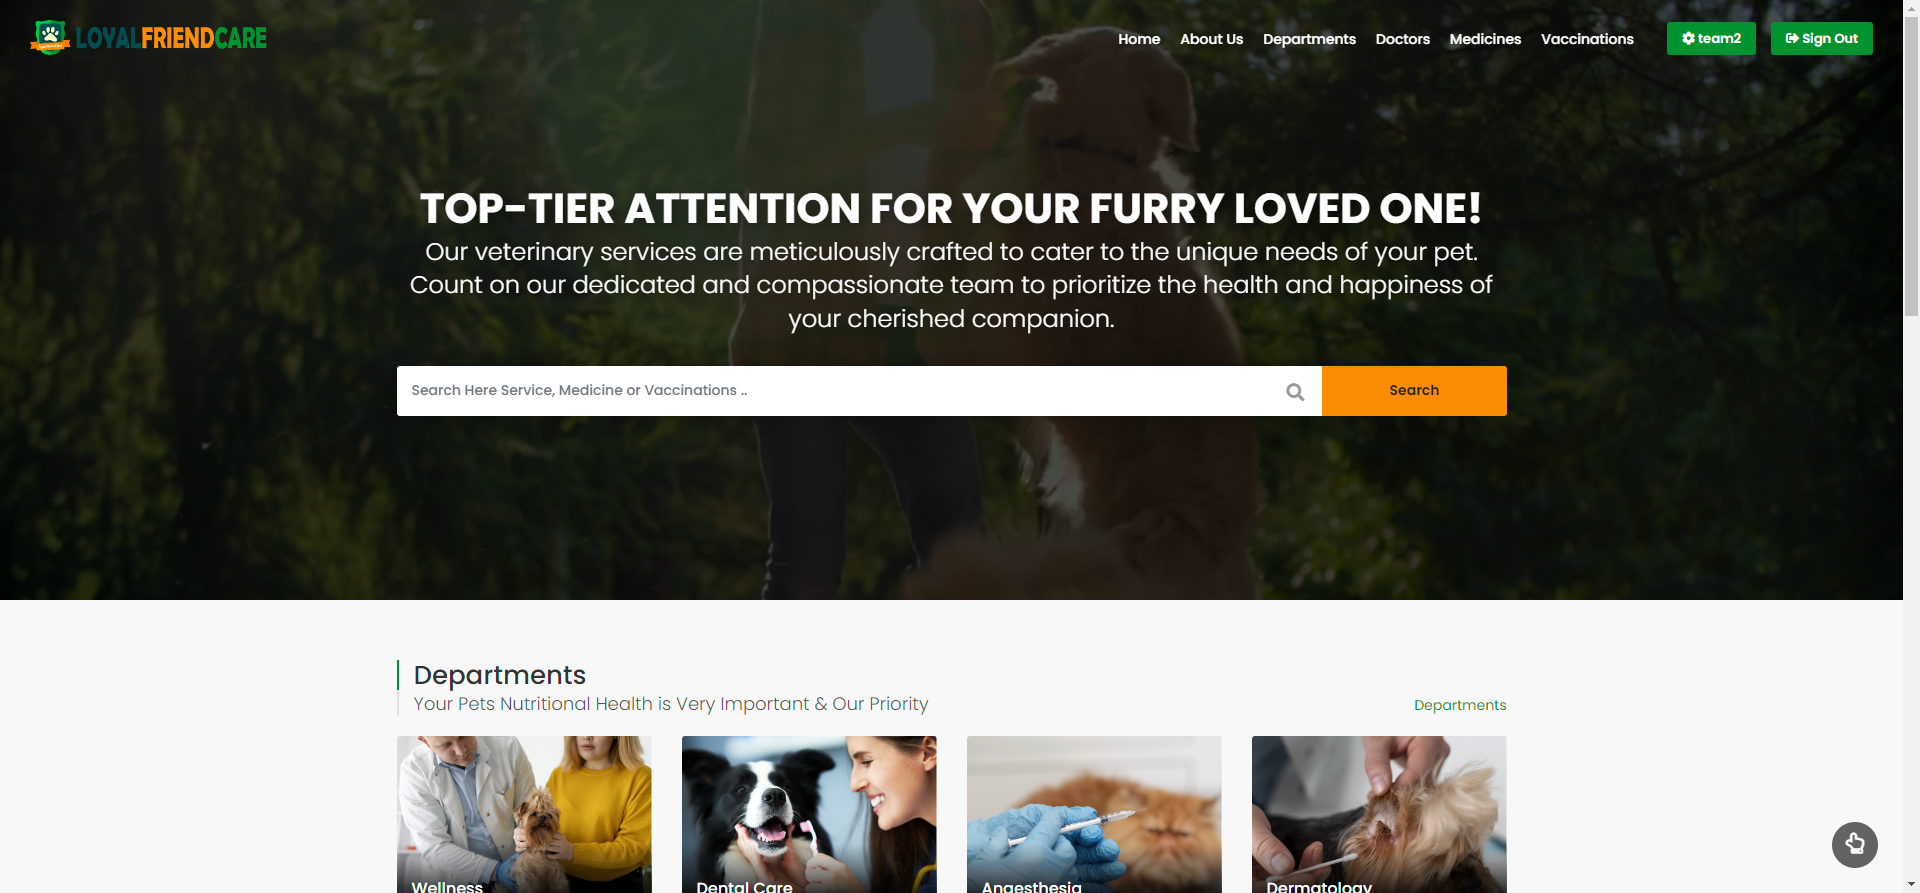 LOYALFRIENDCARE
Home About Us Departments Doctors Medicines Vaccinations team2 Sign Out
TOP-TIER ATTENTION FOR YOUR FURRY LOVED ONE!
Our veterinary services are meticulously crafted to cater to the unique needs of your pet.
Count on our dedicated and compassionate team to prioritize the health and happiness of
your cherished companion.
Search Here Service, Medicine or Vaccinations ..
Search
Departments
Your Pets Nutritional Health is Very Important & Our Priority
Departments
Wellness
Dental Care
Anaesthesia
Dermatology